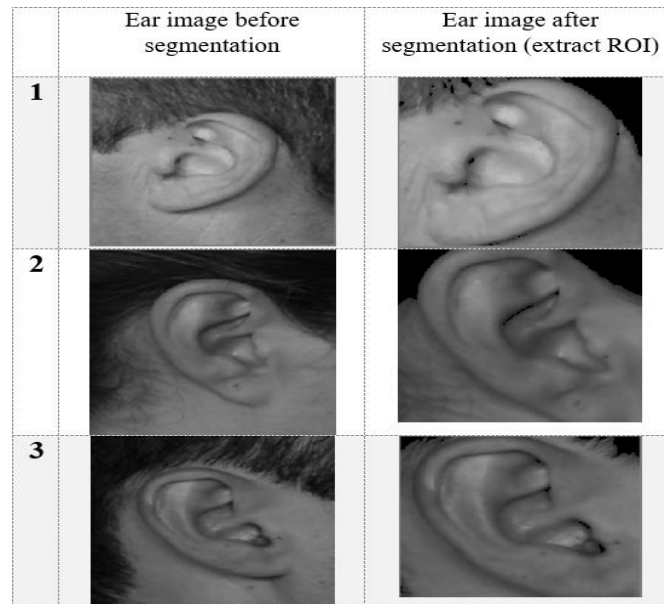 Ear image before
segmentation
Ear image after
segmentation (extract ROI)
1
2
3